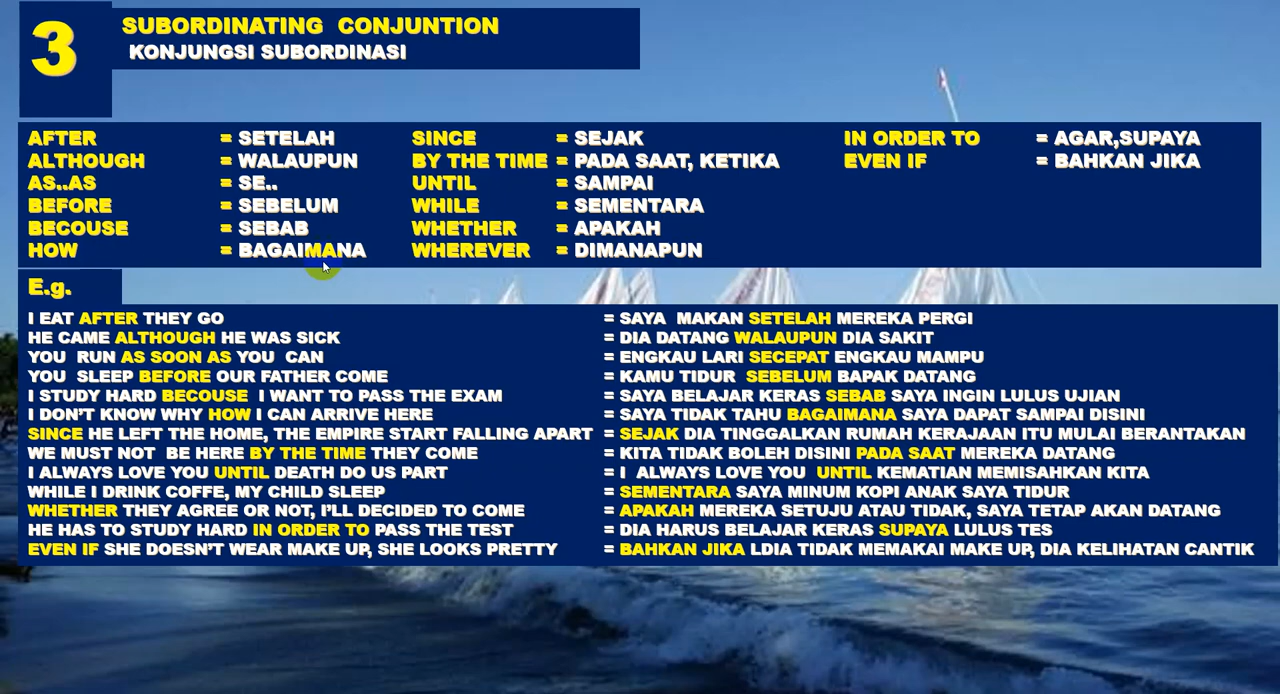 3
SUBORDINATING CONJUNTION
KONJUNGSI SUBORDINASI
AFTER = SETELAH SINCE = SEJAK IN ORDER TO = AGAR,SUPAYA
ALTHOUGH = WALAUPUN BY THE TIME = PADA SAAT, KETIKA EVEN IF = BAHKAN JIKA
AS..AS = SE.. UNTIL = SAMPAI
BEFORE = SEBELUM WHILE = SEMENTARA
BECOUSE = SEBAB WHETHER = APAKAH
HOW = BAGAIMANA WHEREVER = DIMANAPUN
E.g.
I EAT AFTER THEY GO = SAYA MAKAN SETELAH MEREKA PERGI
HE CAME ALTHOUGH HE WAS SICK = DIA DATANG WALAUPUN DIA SAKIT
YOU RUN AS SOON AS YOU CAN = ENGKAU LARI SECEPAT ENGKAU MAMPU
YOU SLEEP BEFORE OUR FATHER COME = KAMU TIDUR SEBELUM BAPAK DATANG
I STUDY HARD BECOUSE I WANT TO PASS THE EXAM = SAYA BELAJAR KERAS SEBAB SAYA INGIN LULUS UJIAN
I DON'T KNOW WHY HOW I CAN ARRIVE HERE = SAYA TIDAK TAHU BAGAIMANA SAYA DAPAT SAMPAI DISINI
SINCE HE LEFT THE HOME, THE EMPIRE START FALLING APART = SEJAK DIA TINGGALKAN RUMAH KERAJAAN ITU MULAI BERANTAKAN
WE MUST NOT BE HERE BY THE TIME THEY COME = KITA TIDAK BOLEH DISINI PADA SAAT MEREKA DATANG
I ALWAYS LOVE YOU UNTIL DEATH DO US PART = I ALWAYS LOVE YOU UNTIL KEMATIAN MEMISAHKAN KITA
WHILE I DRINK COFFE, MY CHILD SLEEP = SEMENTARA SAYA MINUM KOPI ANAK SAYA TIDUR
WHETHER THEY AGREE OR NOT, I'LL DECIDED TO COME = APAKAH MEREKA SETUJU ATAU TIDAK, SAYA TETAP AKAN DATANG
HE HAS TO STUDY HARD IN ORDER TO PASS THE TEST = DIA HARUS BELAJAR KERAS SUPAYA LULUS TES
EVEN IF SHE DOESN'T WEAR MAKE UP, SHE LOOKS PRETTY = BAHKAN JIKA LDIA TIDAK MEMAKAI MAKE UP, DIA KELIHATAN CANTIK